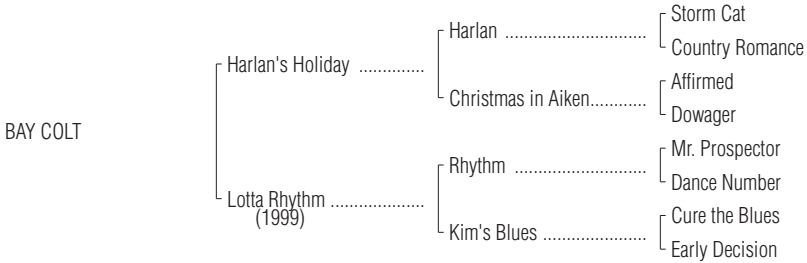 Storm Cat
Harlan ..............................
Country Romance
Harlan's Holiday ..............
Affirmed
Christmas in Aiken............
Dowager
BAY COLT
Mr. Prospector
Rhythm ............................
Dance Number
Lotta Rhythm ....................
(1999)
Cure the Blues
Kim's Blues ......................
Early Decision